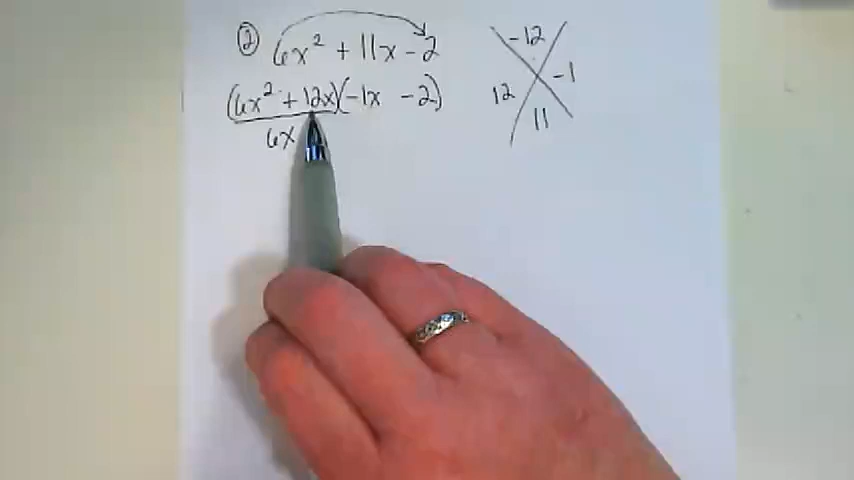 ② 6x² + 11x - 2
(6x² + 12x)(-1x - 2)
6x
-12
12 -1
11